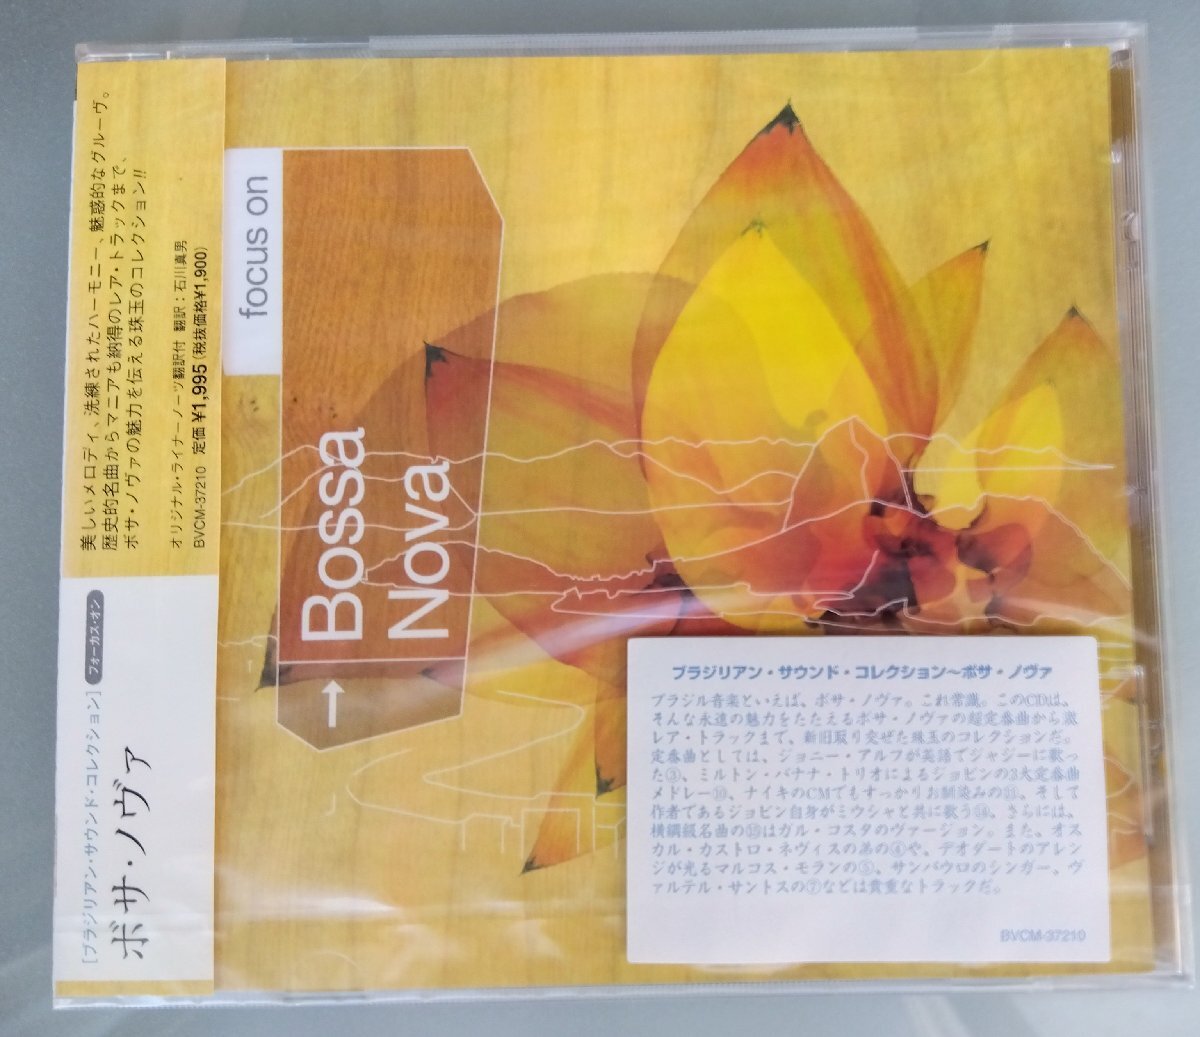 美しいメロディ、洗練されたハーモニー、魅惑的なグルーヴ。
歴史的名曲からマニアも納得のレア・トラックまで、
ボサ・ノヴァの魅力を伝える珠玉のコレクション!!
オリジナル・ライナーノーツ翻訳付 翻訳：石川真男
BVCM-37210 定価¥1,995(税抜価格¥1,900)
[ブラジリアン・サウンド・コレクション] フォーカス・オン
ボサ・ノヴァ
focus on
→ Bossa
Nova
ブラジリアン・サウンド・コレクション〜ボサ・ノヴァ
ブラジル音楽といえば、ボサ・ノヴァ。これ常識。このCDは、
そんな永遠の魅力をたたえるボサ・ノヴァの超定番曲から激
レア・トラックまで、新旧取り交ぜた珠玉のコレクションだ。
定番曲としては、ジョニー・アルフが英語でジャジーに歌っ
た③、ミルトン・バナナ・トリオによるジョビンの3大定番曲
メドレー⑩、ナイキのCMでもすっかりお馴染みの⑪、そして
作者であるジョビン自身がミウシャと共に歌う⑭、さらには、
横綱級名曲の⑮はガル・コスタのヴァージョン。また、オス
カル・カストロ・ネヴィスの弟の④や、デオダートのアレン
ジが光るマルコス・モランの⑤、サンパウロのシンガー、ヴ
ァルテル・サントスの⑦などは貴重なトラックだ。
BVCM-37210